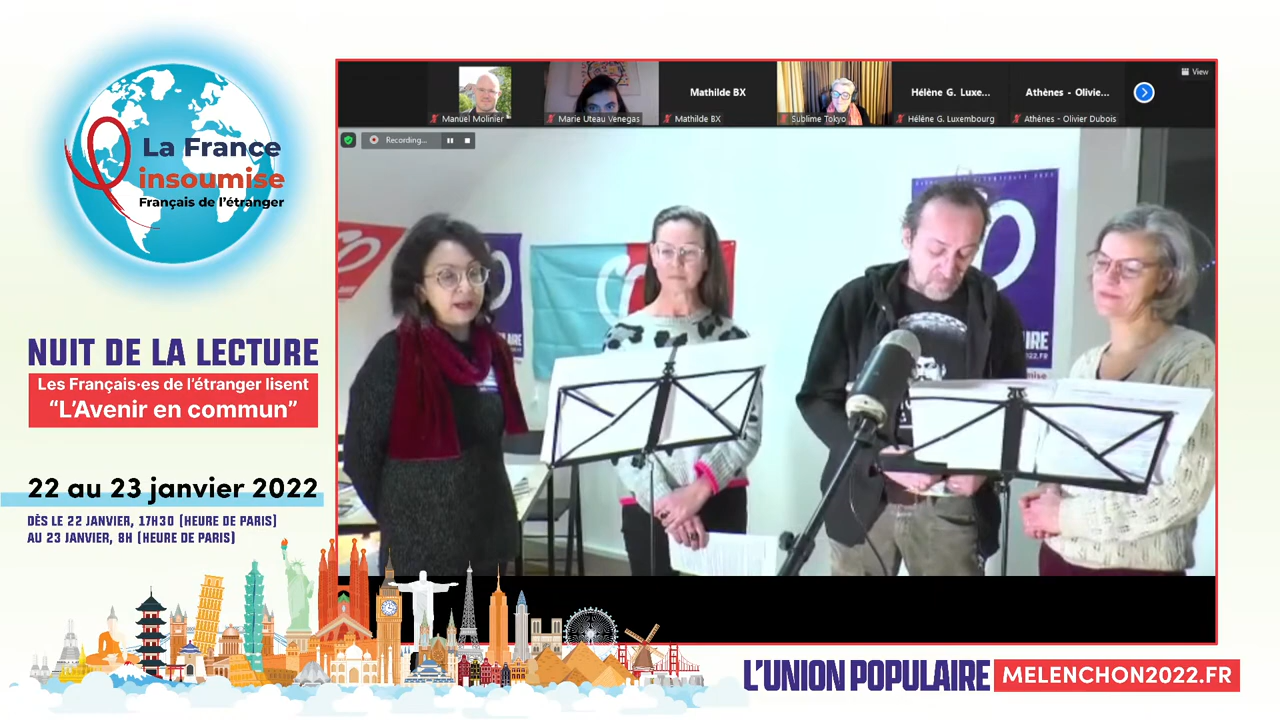 La France
insoumise
Français de l'étranger
NUIT DE LA LECTURE
Les Français·es de l'étranger lisent
“L'Avenir en commun”
22 au 23 janvier 2022
DÈS LE 22 JANVIER, 17H30 (HEURE DE PARIS)
AU 23 JANVIER, 8H (HEURE DE PARIS)
View
Mathilde BX
Hélène G. Luxe...
Athènes - Olivie...
Manuel Molinier
Marie Uteau Venegas
Mathilde BX
Sublime Tokyo
Hélène G. Luxembourg
Athènes - Olivier Dubois
Recording...
L'UNION POPULAIRE
MELENCHON2022.FR